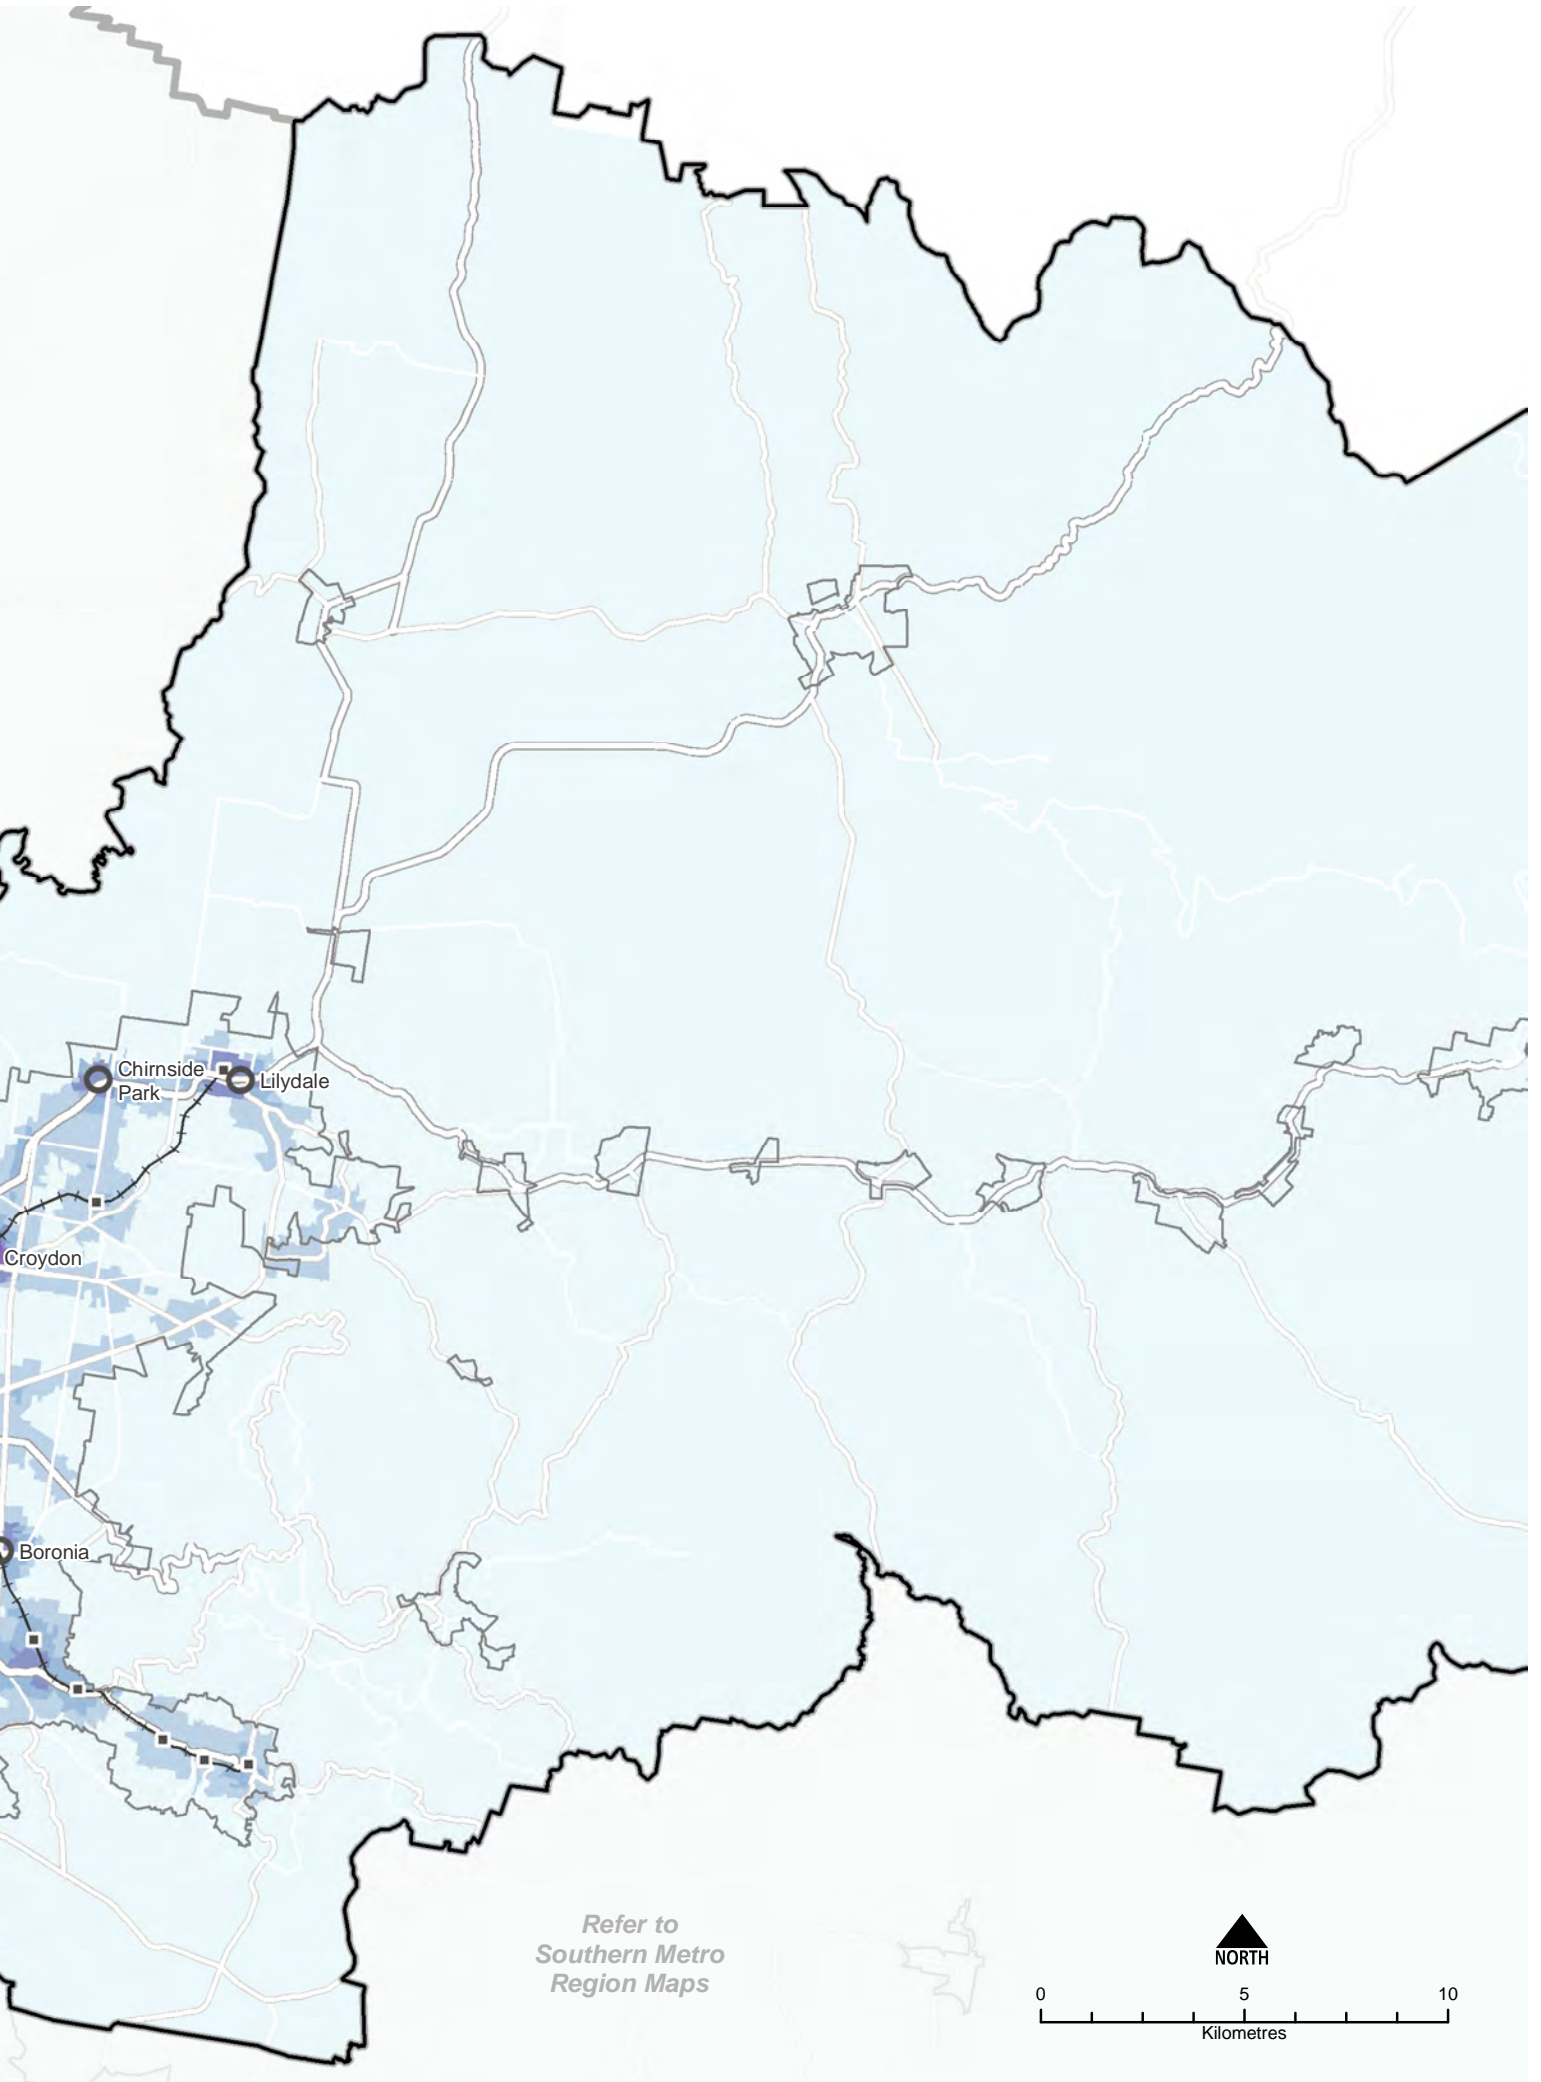 Chirnside
Park
Lilydale
Croydon
Boronia
Refer to
Southern Metro
Region Maps
NORTH
0 5 10
Kilometres